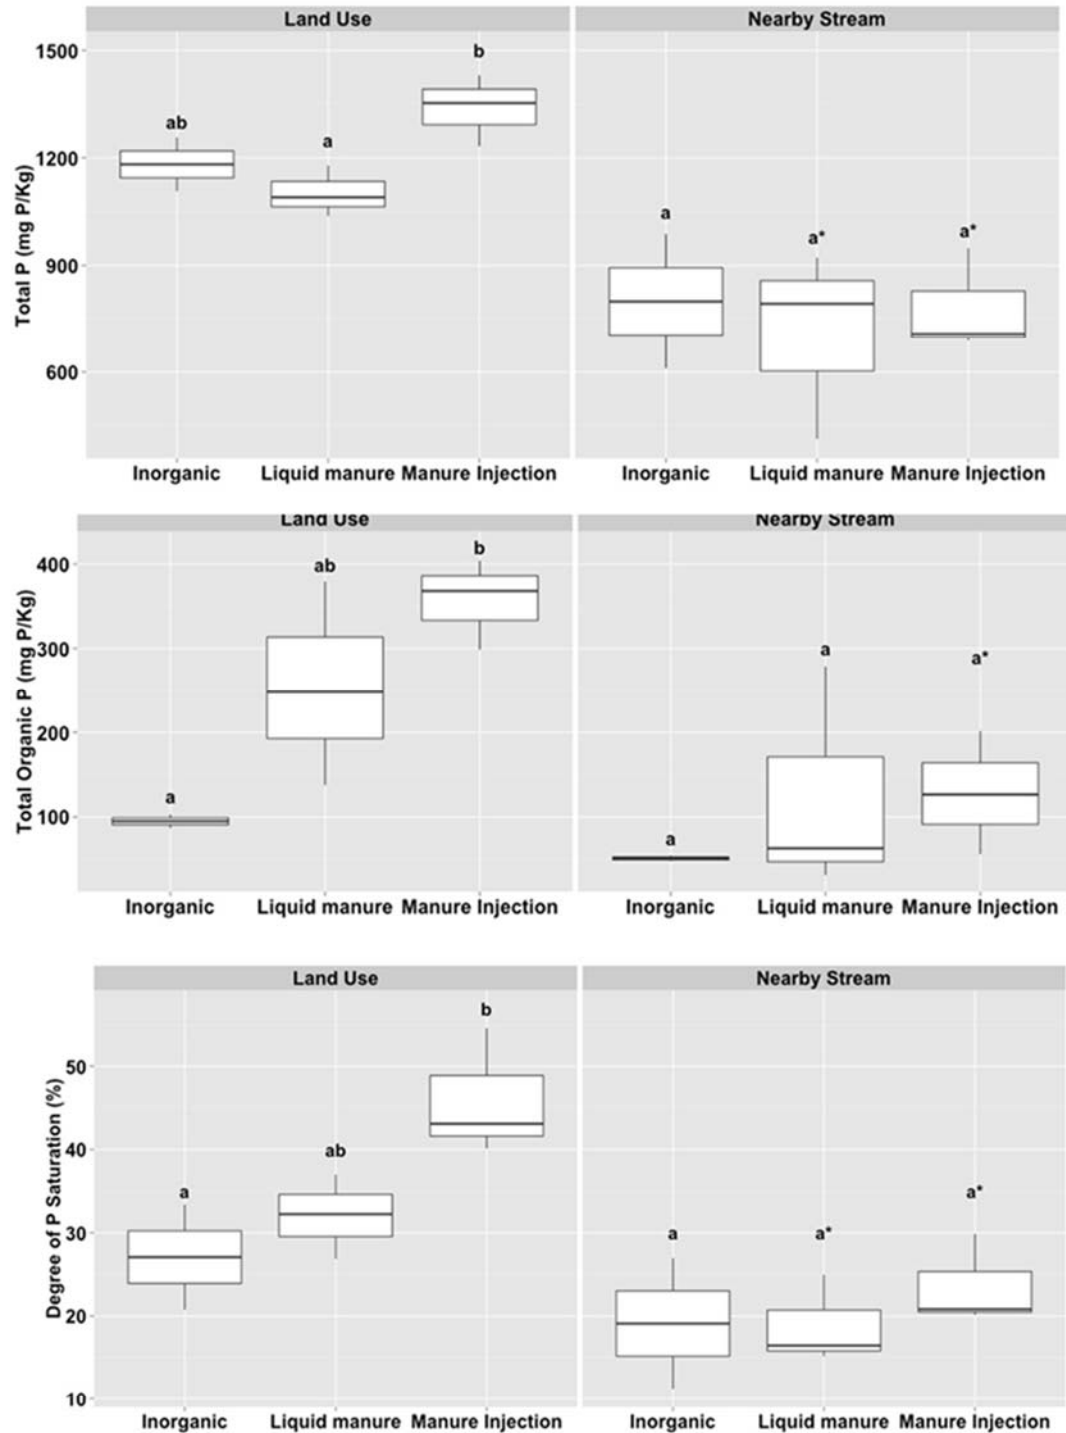 Land Use Nearby Stream
Total P (mg P/Kg)
1500
1200
900
600
ab a b a a* a*
Inorganic Liquid manure Manure Injection Inorganic Liquid manure Manure Injection
Land Use Nearby Stream
Total Organic P (mg P/Kg)
400
300
200
100
a ab b a a a*
Inorganic Liquid manure Manure Injection Inorganic Liquid manure Manure Injection
Land Use Nearby Stream
Degree of P Saturation (%)
50
40
30
20
10
a ab b a a* a*
Inorganic Liquid manure Manure Injection Inorganic Liquid manure Manure Injection